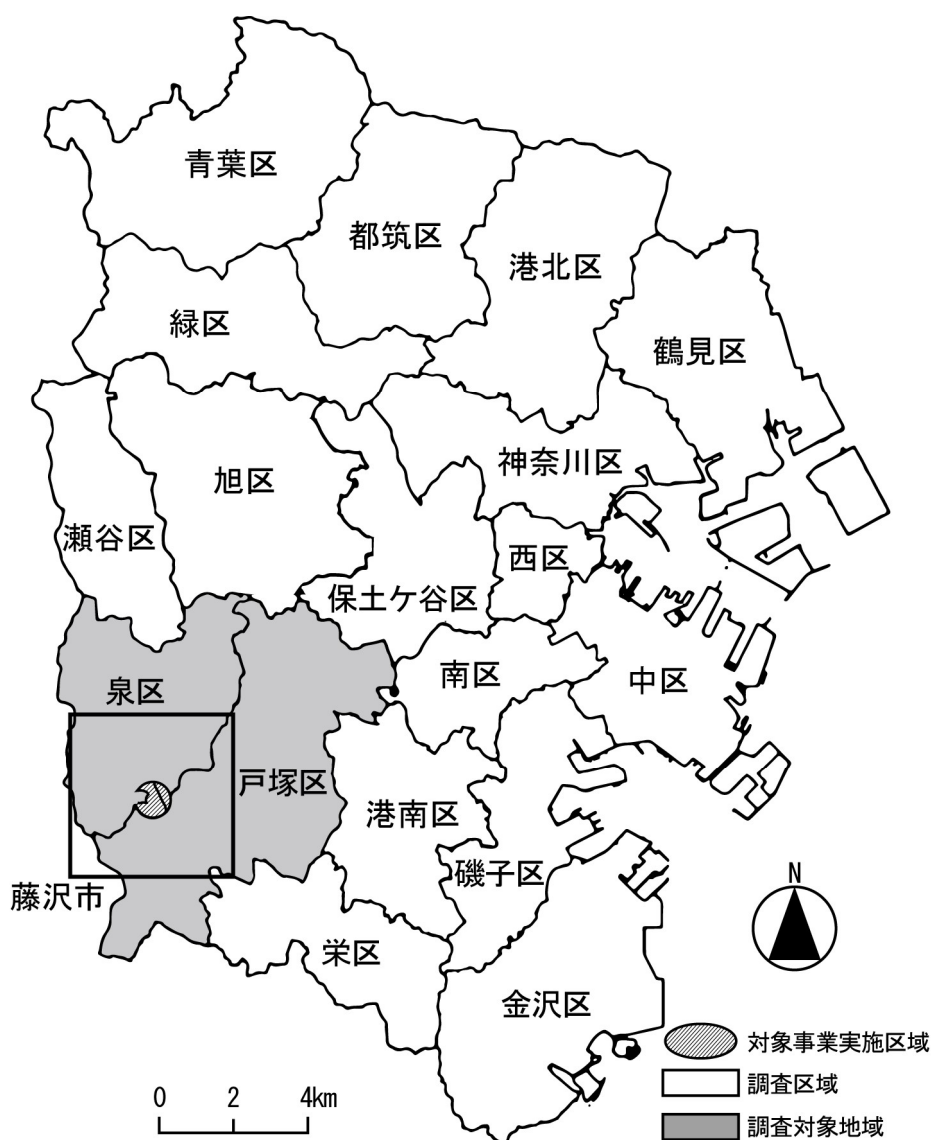 青葉区
都筑区
港北区
緑区
鶴見区
神奈川区
旭区
瀬谷区
西区
保土ケ谷区
南区
中区
泉区
戸塚区
港南区
磯子区
藤沢市
栄区
金沢区
N
対象事業実施区域
調査区域
調査対象地域
0 2 4km